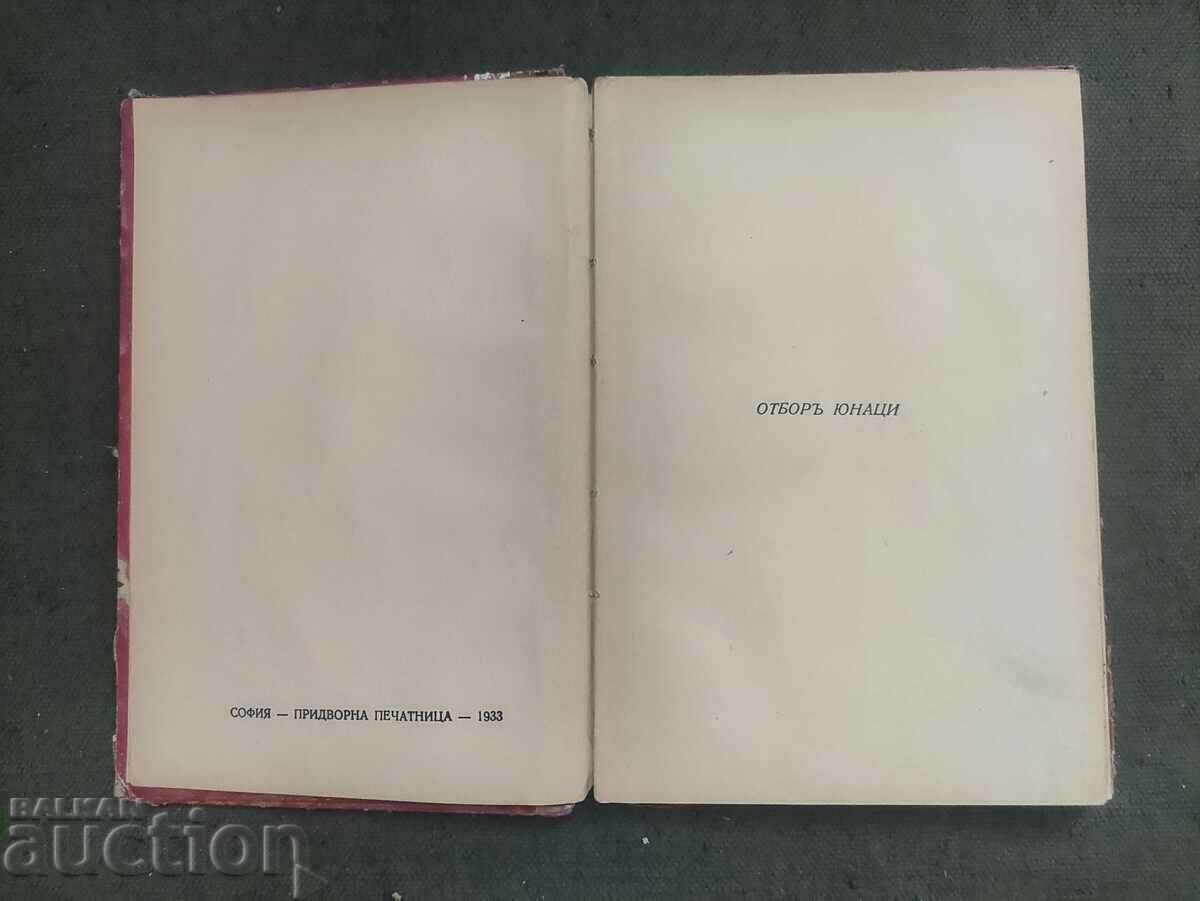 ОТБОРЪ ЮНАЦИ
СОФИЯ — ПРИДВОРНА ПЕЧАТНИЦА — 1933
BALKAN
auction